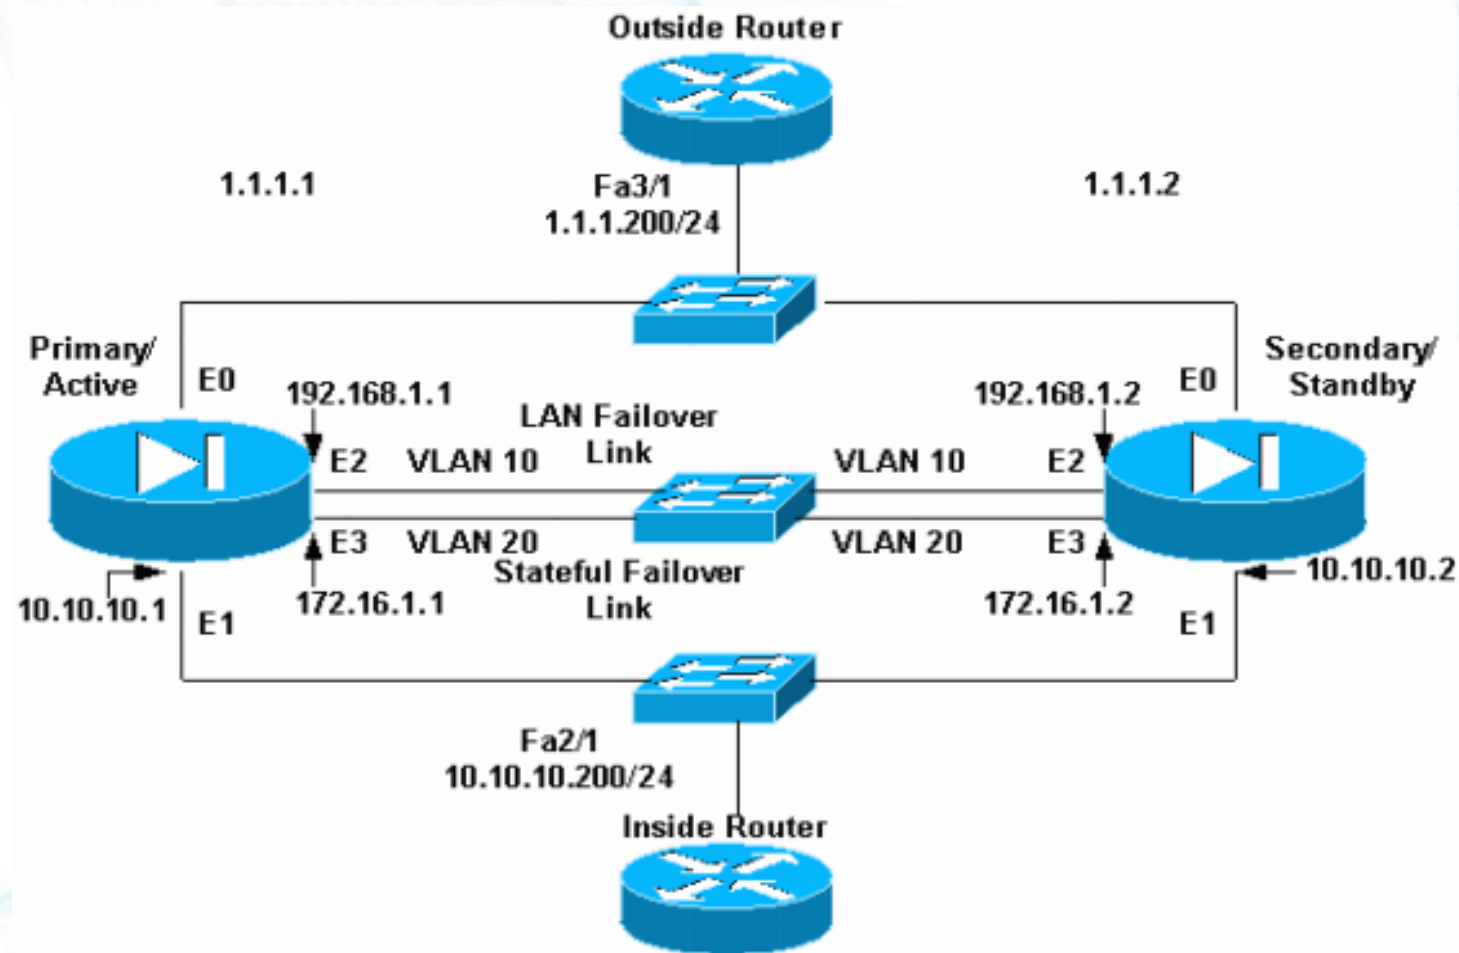 Outside Router
1.1.1.1
Fa3/1
1.1.1.200/24
1.1.1.2
Primary/
Active
E0
192.168.1.1
LAN Failover
Link
192.168.1.2
E0
Secondary/
Standby
E2
VLAN 10
VLAN 10
E2
E3
VLAN 20
VLAN 20
E3
Stateful Failover
Link
10.10.10.1
172.16.1.1
E1
172.16.1.2
10.10.10.2
E1
Fa2/1
10.10.10.200/24
Inside Router